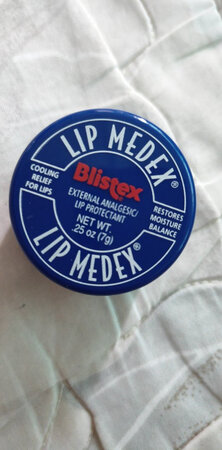 LIP MEDEX®
COOLING
RELIEF
FOR LIPS
Blistex
EXTERNAL ANALGESIC/
LIP PROTECTANT
NET WT.
.25 oz (7g)
RESTORES
MOISTURE
BALANCE
LIP MEDEX®